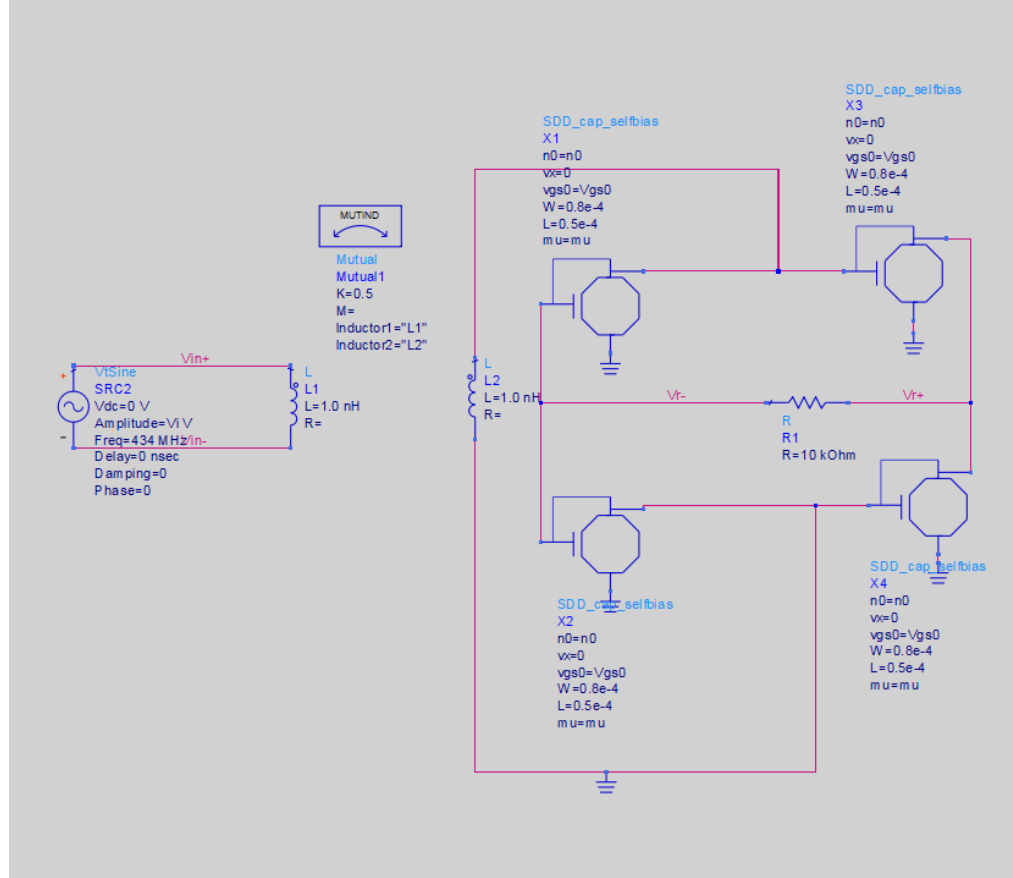 SDD_cap_selfbias
X3
n0=n0
vx=0
vgs0=Vgs0
W=0.8e-4
L=0.5e-4
mu=mu
SDD_cap_selfbias
X1
n0=n0
vx=0
vgs0=Vgs0
W=0.8e-4
L=0.5e-4
mu=mu
MUTIND
Mutual
Mutual1
K=0.5
M=
Inductor1="L1"
Inductor2="L2"
Vin+
+
VtSine
SRC2
Vdc=0 V
Amplitude=Vi V
Freq=434 MHz
Vin-
-
Delay=0 nsec
Damping=0
Phase=0
L
L1
L=1.0 nH
R=
L
L2
L=1.0 nH
R=
Vr-
Vr+
R
R1
R=10 kOhm
SDD_cap_selfbias
X4
n0=n0
vx=0
vgs0=Vgs0
W=0.8e-4
L=0.5e-4
mu=mu
SDD_cap_selfbias
X2
n0=n0
vx=0
vgs0=Vgs0
W=0.8e-4
L=0.5e-4
mu=mu